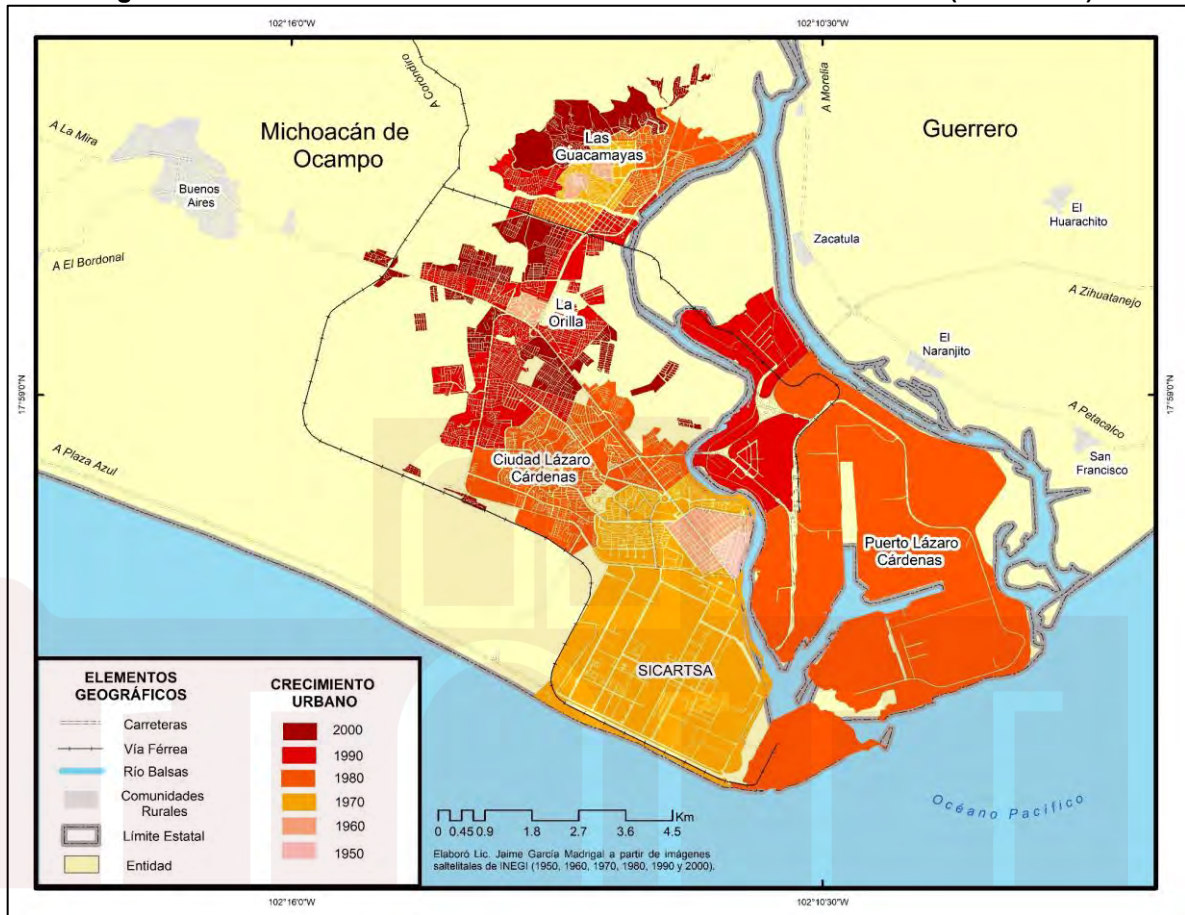 102°16'0"W
102°10'30"W
A Coróndiro
A Morelia
A La Mira
Michoacán de
Ocampo
Guerrero
Las
Guacamayas
Buenos
Aires
El
Huarachito
Zacatula
A El Bordonal
A Zihuatanejo
La
Orilla
El
Naranjito
17°59'0"N
17°59'0"N
A Petacalco
San
Francisco
A Plaza Azul
Ciudad Lázaro
Cárdenas
Puerto Lázaro
Cárdenas
SICARTSA
ELEMENTOS
GEOGRÁFICOS
Carreteras
Vía Férrea
Río Balsas
Comunidades
Rurales
Límite Estatal
Entidad
CRECIMIENTO
URBANO
2000
1990
1980
1970
1960
1950
Km
0 0.45 0.9 1.8 2.7 3.6 4.5
Elaboró Lic. Jaime García Madrigal a partir de imágenes
saltelitales de INEGI (1950, 1960, 1970, 1980, 1990 y 2000).
Océano Pacífico
102°16'0"W
102°10'30"W